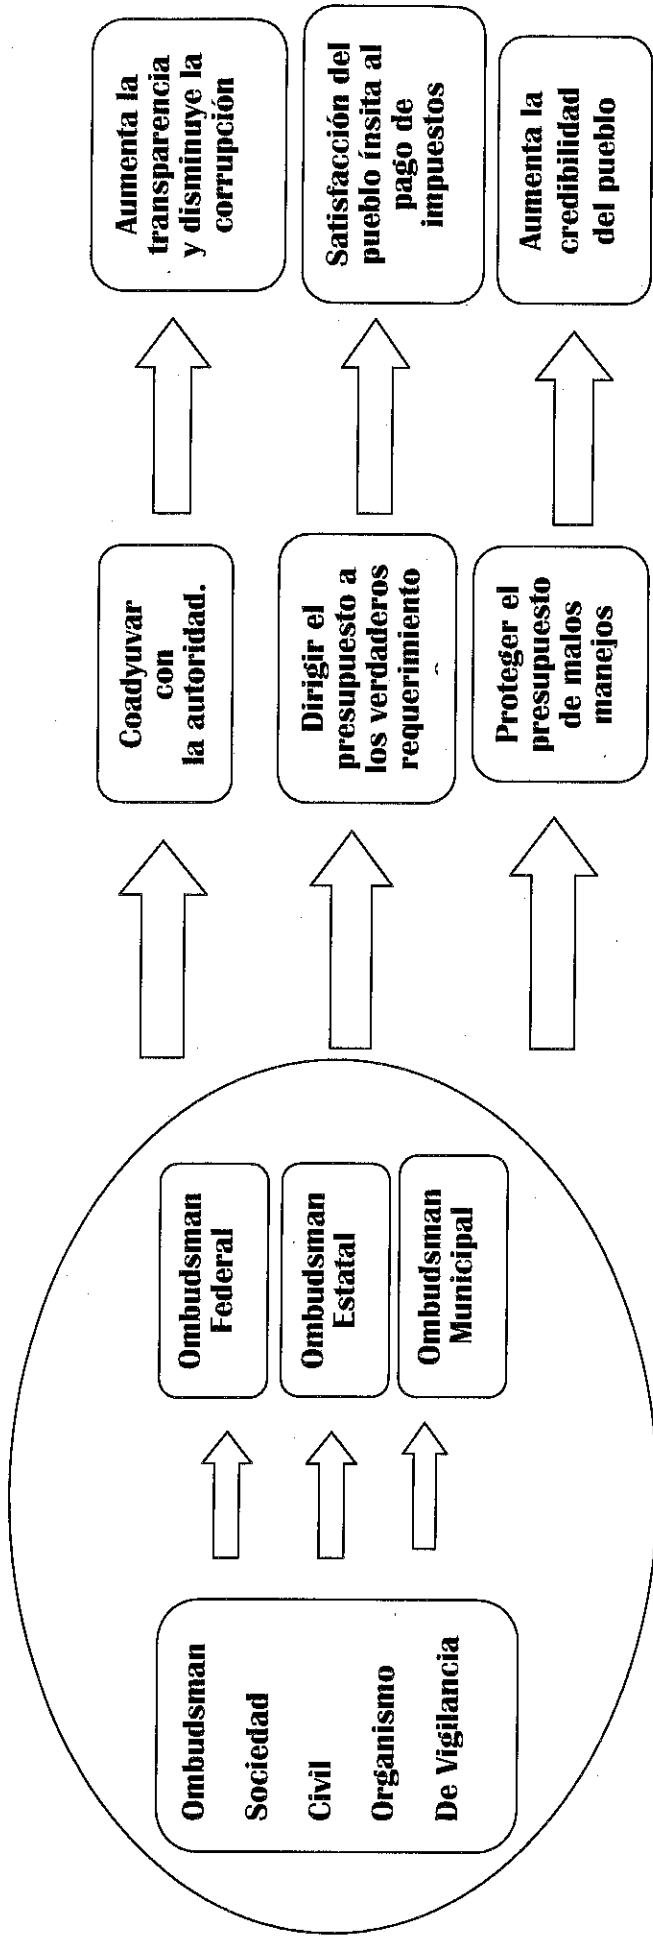 Ombudsman
Sociedad
Civil
Organismo
De Vigilancia
Ombudsman
Federal
Ombudsman
Estatal
Ombudsman
Municipal
Coadyuvar
con
la autoridad.
Dirigir el
presupuesto a
los verdaderos
requerimiento
Proteger el
presupuesto
de malos
manejos
Aumenta la
transparencia
y disminuye la
corrupción
Satisfacción del
pueblo ínsita al
pago de
impuestos
Aumenta la
credibilidad
del pueblo